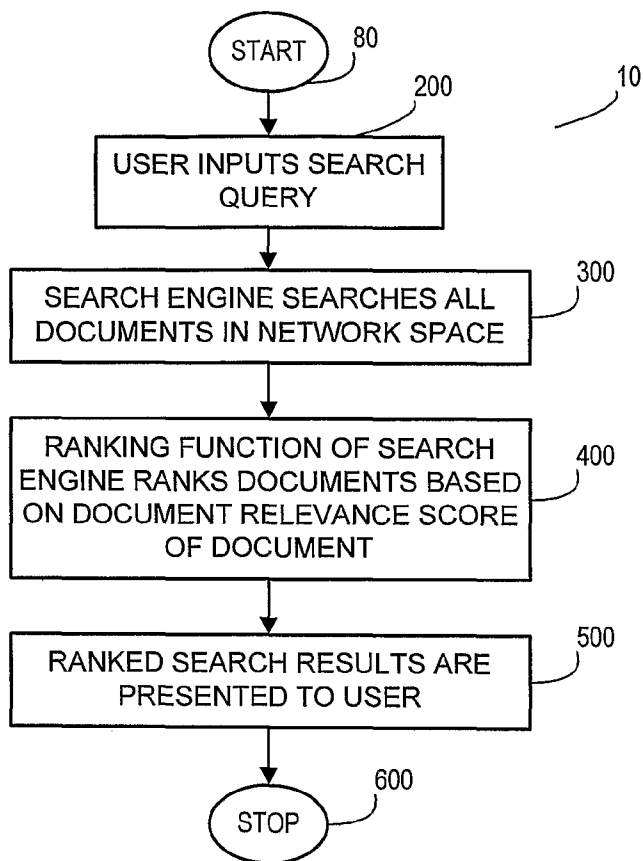 START
80
10
200
USER INPUTS SEARCH
QUERY
300
SEARCH ENGINE SEARCHES ALL
DOCUMENTS IN NETWORK SPACE
RANKING FUNCTION OF SEARCH
ENGINE RANKS DOCUMENTS BASED
ON DOCUMENT RELEVANCE SCORE
OF DOCUMENT
400
500
RANKED SEARCH RESULTS ARE
PRESENTED TO USER
600
STOP